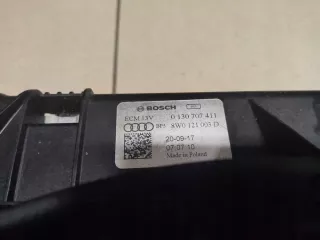 BOSCH
ECM 13V 0 130 707 411
8W0 121 003 D
20-09-17
07:07:10
Made in Poland